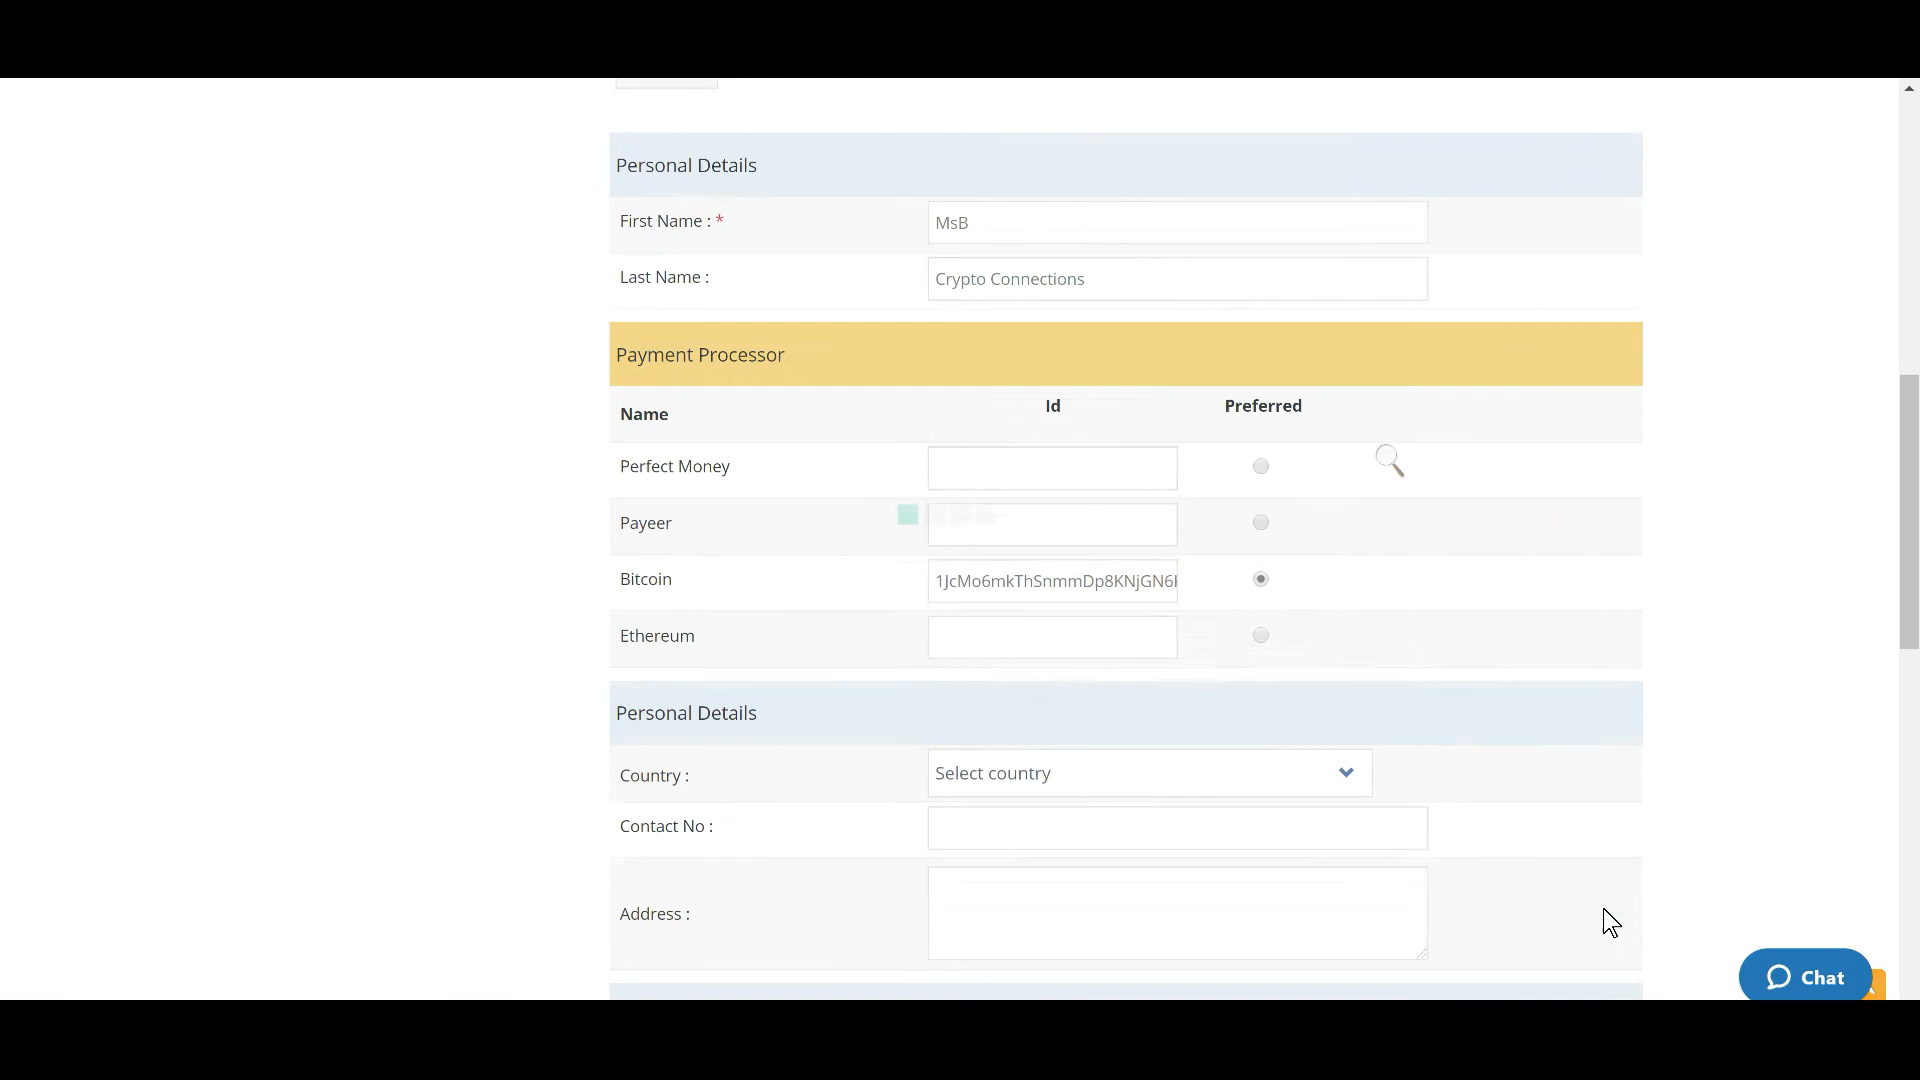 Personal Details
First Name : *
MsB
Last Name :
Crypto Connections
Payment Processor
Name Id Preferred
Perfect Money
Payeer
Bitcoin
1JcMo6mkThSnmmDp8KNjGN6
Ethereum
Personal Details
Country :
Select country
Contact No :
Address :
Chat